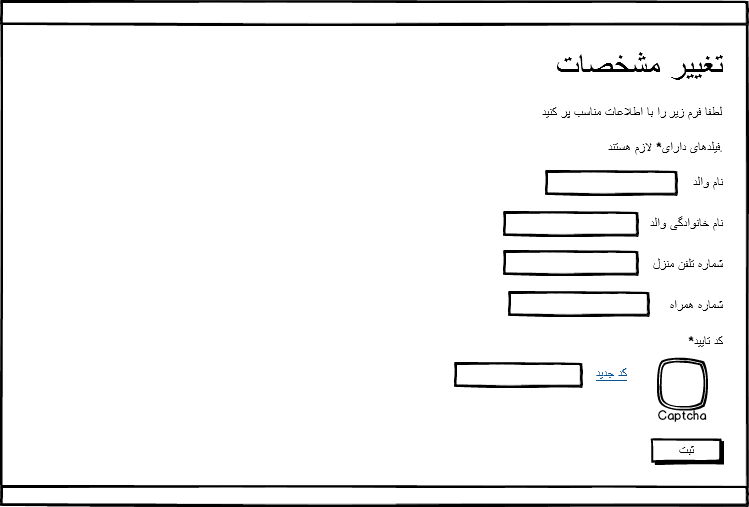 تغییر مشخصات
لطفا فرم زیر را با اطلاعات مناسب پر کنید
فیلدهای دارای* لازم هستند.
نام والد
نام خانوادگی والد
شماره تلفن منزل
شماره همراه
کد تایید*
کد جدید
Captcha
ثبت